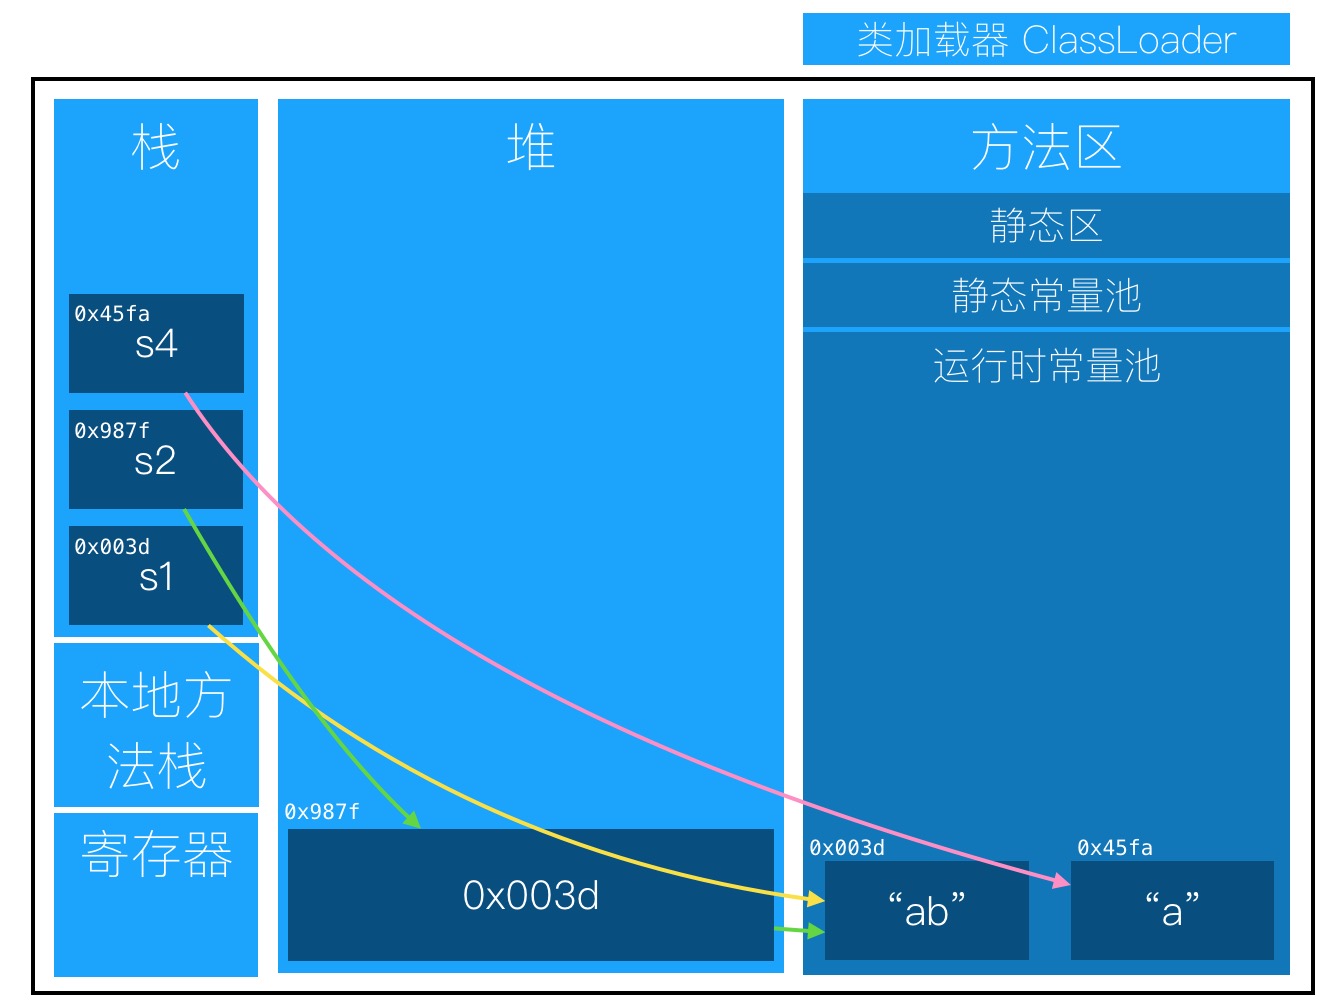 类加载器 ClassLoader
栈
0x45fa
s4
0x987f
s2
0x003d
s1
本地方
法栈
寄存器
堆
0x987f
0x003d
方法区
静态区
静态常量池
运行时常量池
0x003d
“ab”
0x45fa
“a”